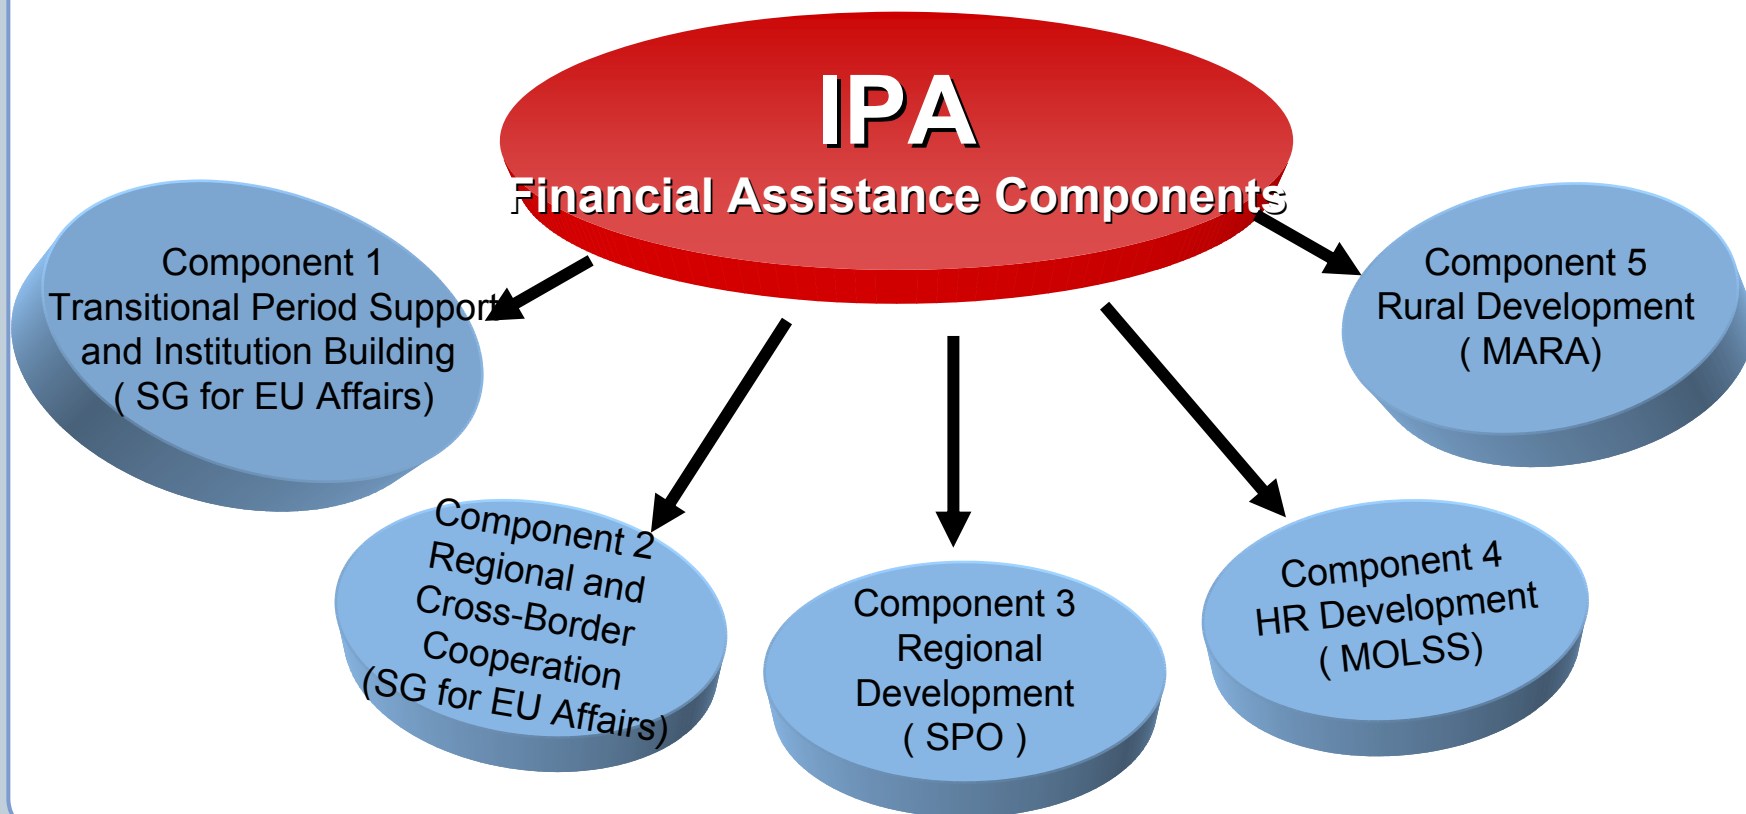 IPA
Financial Assistance Components
Component 1
Transitional Period Support
and Institution Building
( SG for EU Affairs)
Component 2
Regional and
Cross-Border
Cooperation
(SG for EU Affairs)
Component 3
Regional
Development
( SPO )
Component 4
HR Development
( MOLSS)
Component 5
Rural Development
( MARA)